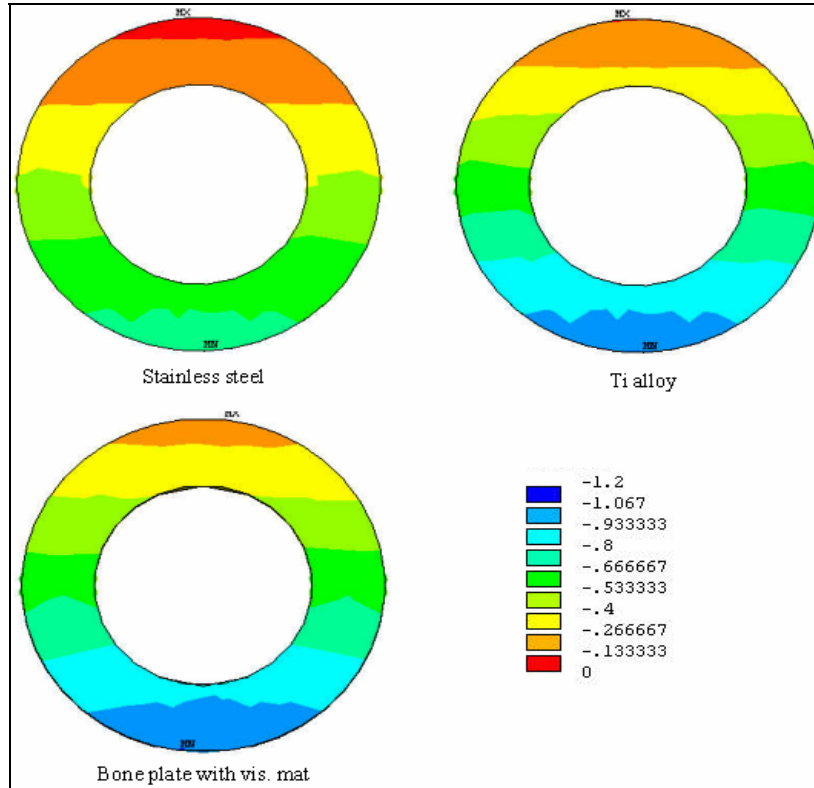 MX
MX
MN
MN
Stainless steel
Ti alloy
MX
MN
Bone plate with vis. mat
-1.2
-1.067
-.933333
-.8
-.666667
-.533333
-.4
-.266667
-.133333
0